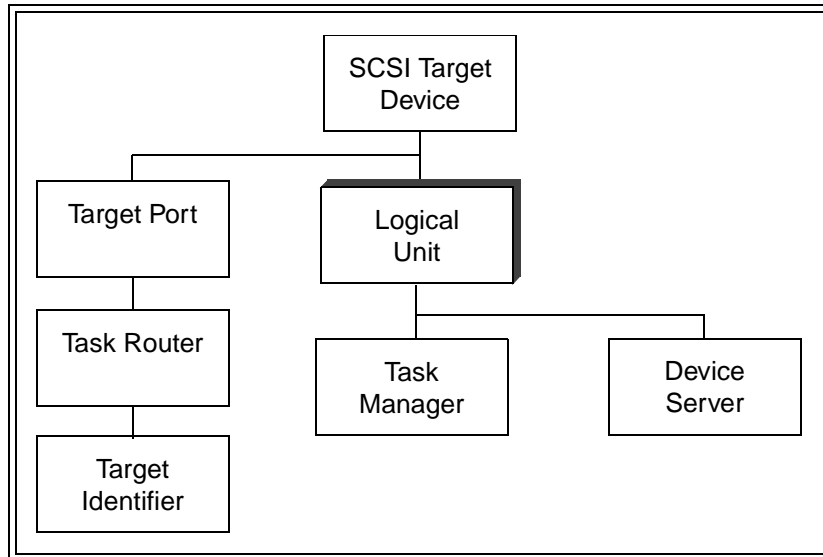 SCSI Target
Device
Target Port
Logical
Unit
Task Router
Task
Manager
Device
Server
Target
Identifier